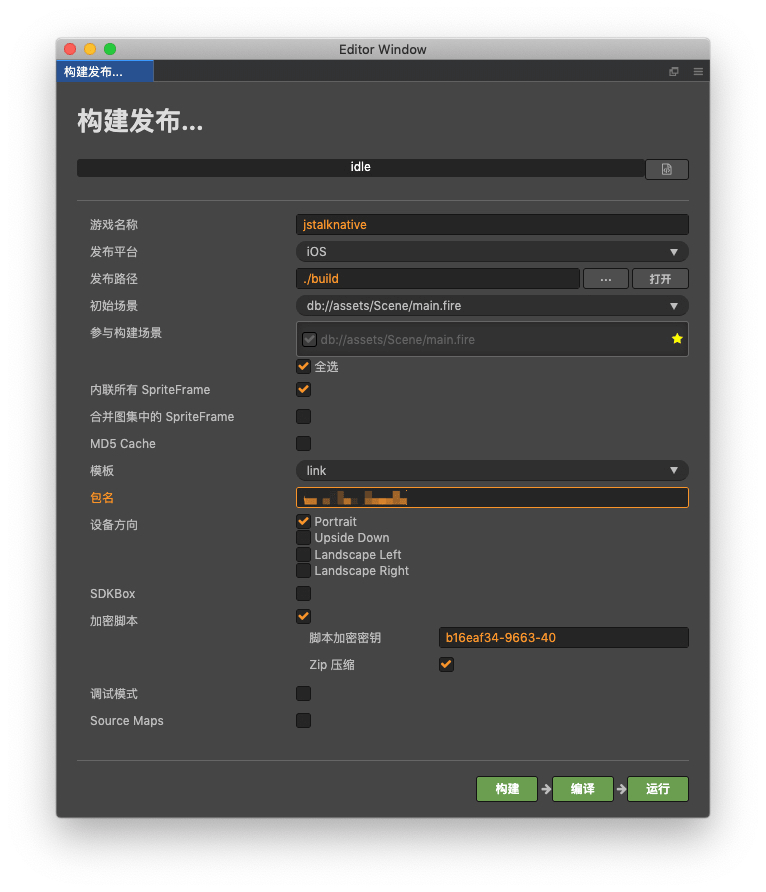 Editor Window
构建发布...
构建发布...
idle
游戏名称 jstalknative
发布平台 iOS
发布路径 ./build ... 打开
初始场景 db://assets/Scene/main.fire
参与构建场景 db://assets/Scene/main.fire
全选
内联所有 SpriteFrame
合并图集中的 SpriteFrame
MD5 Cache
模板 link
包名
设备方向 Portrait
Upside Down
Landscape Left
Landscape Right
SDKBox
加密脚本
脚本加密密钥 b16eaf34-9663-40
Zip 压缩
调试模式
Source Maps
构建 编译 运行